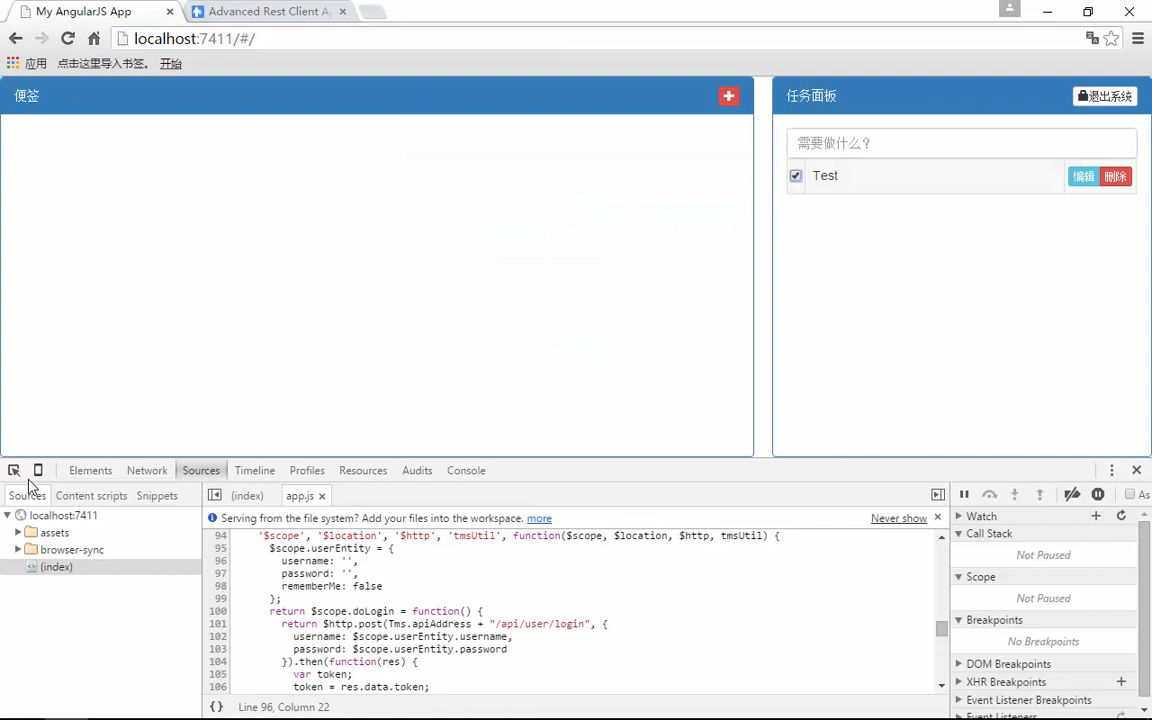 My AngularJS App
Advanced Rest Client A
localhost:7411/#/
应用 点击这里导入书签。 开始
便签
任务面板
退出系统
需要做什么？
Test
编辑 删除
Elements Network Sources Timeline Profiles Resources Audits Console
Sources Content scripts Snippets
(index) app.js
As
localhost:7411
assets
browser-sync
(index)
Serving from the file system? Add your files into the workspace. more Never show
94 '$scope', '$location', '$http', 'tmsUtil', function($scope, $location, $http, tmsUtil) {
95 $scope.userEntity = {
96 username: '',
97 password: '',
98 rememberMe: false
99 };
100 return $scope.doLogin = function() {
101 return $http.post(Tms.apiAddress + "/api/user/login", {
102 username: $scope.userEntity.username,
103 password: $scope.userEntity.password
104 }).then(function(res) {
105 var token;
106 token = res.data.token;
{} Line 96, Column 22
Watch
Call Stack
Not Paused
Scope
Not Paused
Breakpoints
No Breakpoints
DOM Breakpoints
XHR Breakpoints
Event Listener Breakpoints
Event Listeners